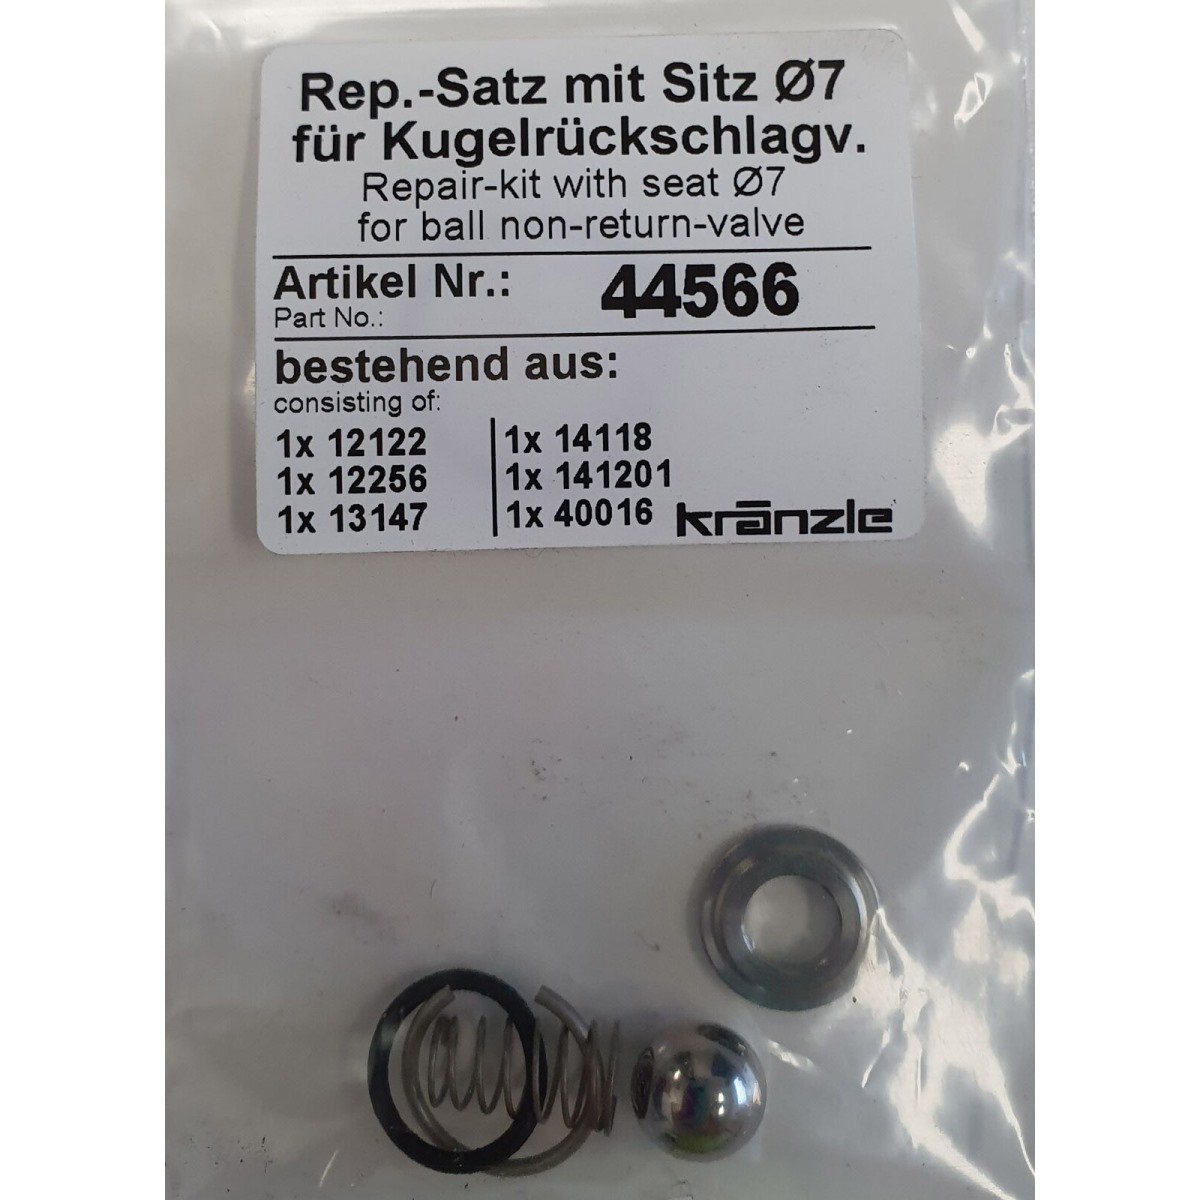 Rep.-Satz mit Sitz Ø7
für Kugelrückschlagv.
Repair-kit with seat Ø7
for ball non-return-valve
Artikel Nr.: 44566
Part No.:
bestehend aus:
consisting of:
1x 12122 1x 14118
1x 12256 1x 141201
1x 13147 1x 40016 kränzle